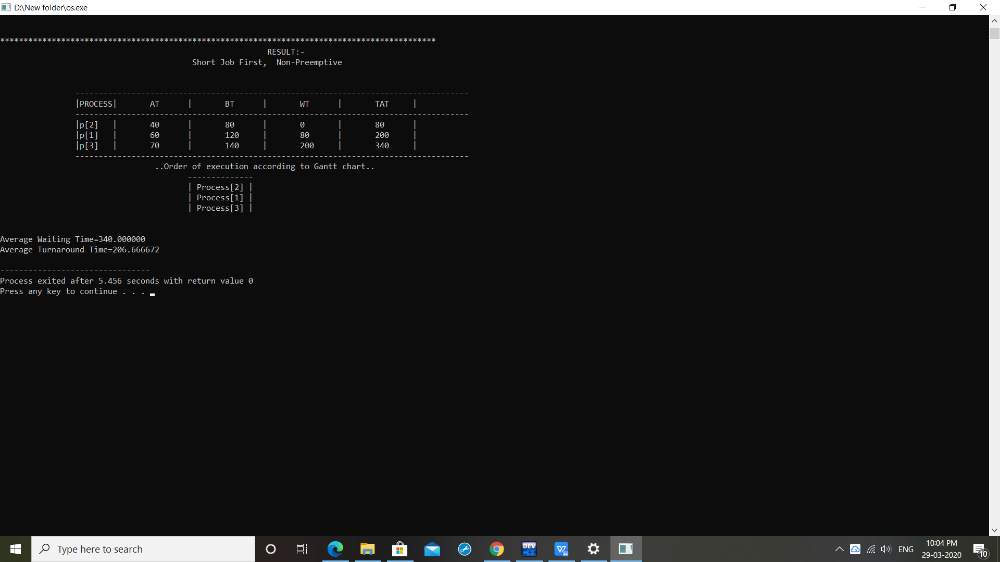 D:\New folder\os.exe
*********************************************************************************************
RESULT:-
Short Job First,  Non-Preemptive
------------------------------------------------------------------------------------
|PROCESS|	AT	|	BT	|	WT	|	TAT	|
------------------------------------------------------------------------------------
|p[2]	|	40	|	80	|	0	|	80	|
|p[1]	|	60	|	120	|	80	|	200	|
|p[3]	|	70	|	140	|	200	|	340	|
------------------------------------------------------------------------------------
..Order of execution according to Gantt chart..
--------------
| Process[2] |
| Process[1] |
| Process[3] |
Average Waiting Time=340.000000
Average Turnaround Time=206.666672
--------------------------------
Process exited after 5.456 seconds with return value 0
Press any key to continue . . .
Type here to search
DEV C++
W
ENG
10:04 PM
29-03-2020
10